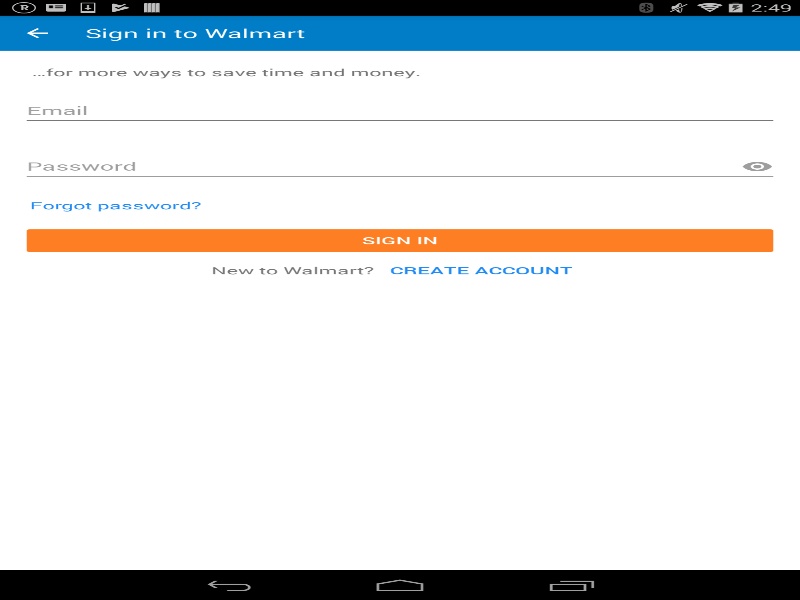 R
2:49
Sign in to Walmart
...for more ways to save time and money.
Email
Password
Forgot password?
SIGN IN
New to Walmart? CREATE ACCOUNT